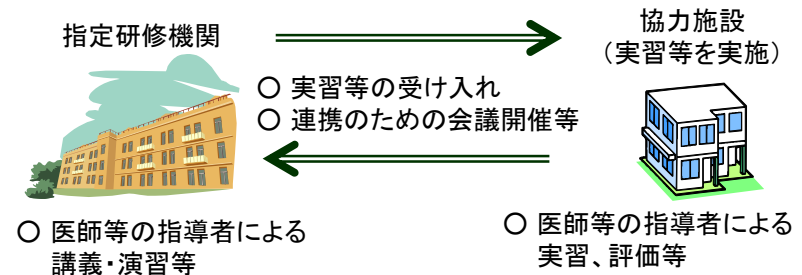 指定研修機関
協力施設
（実習等を実施）
〇 実習等の受け入れ
〇 連携のための会議開催等
〇 医師等の指導者による
講義・演習等
〇 医師等の指導者による
実習、評価等